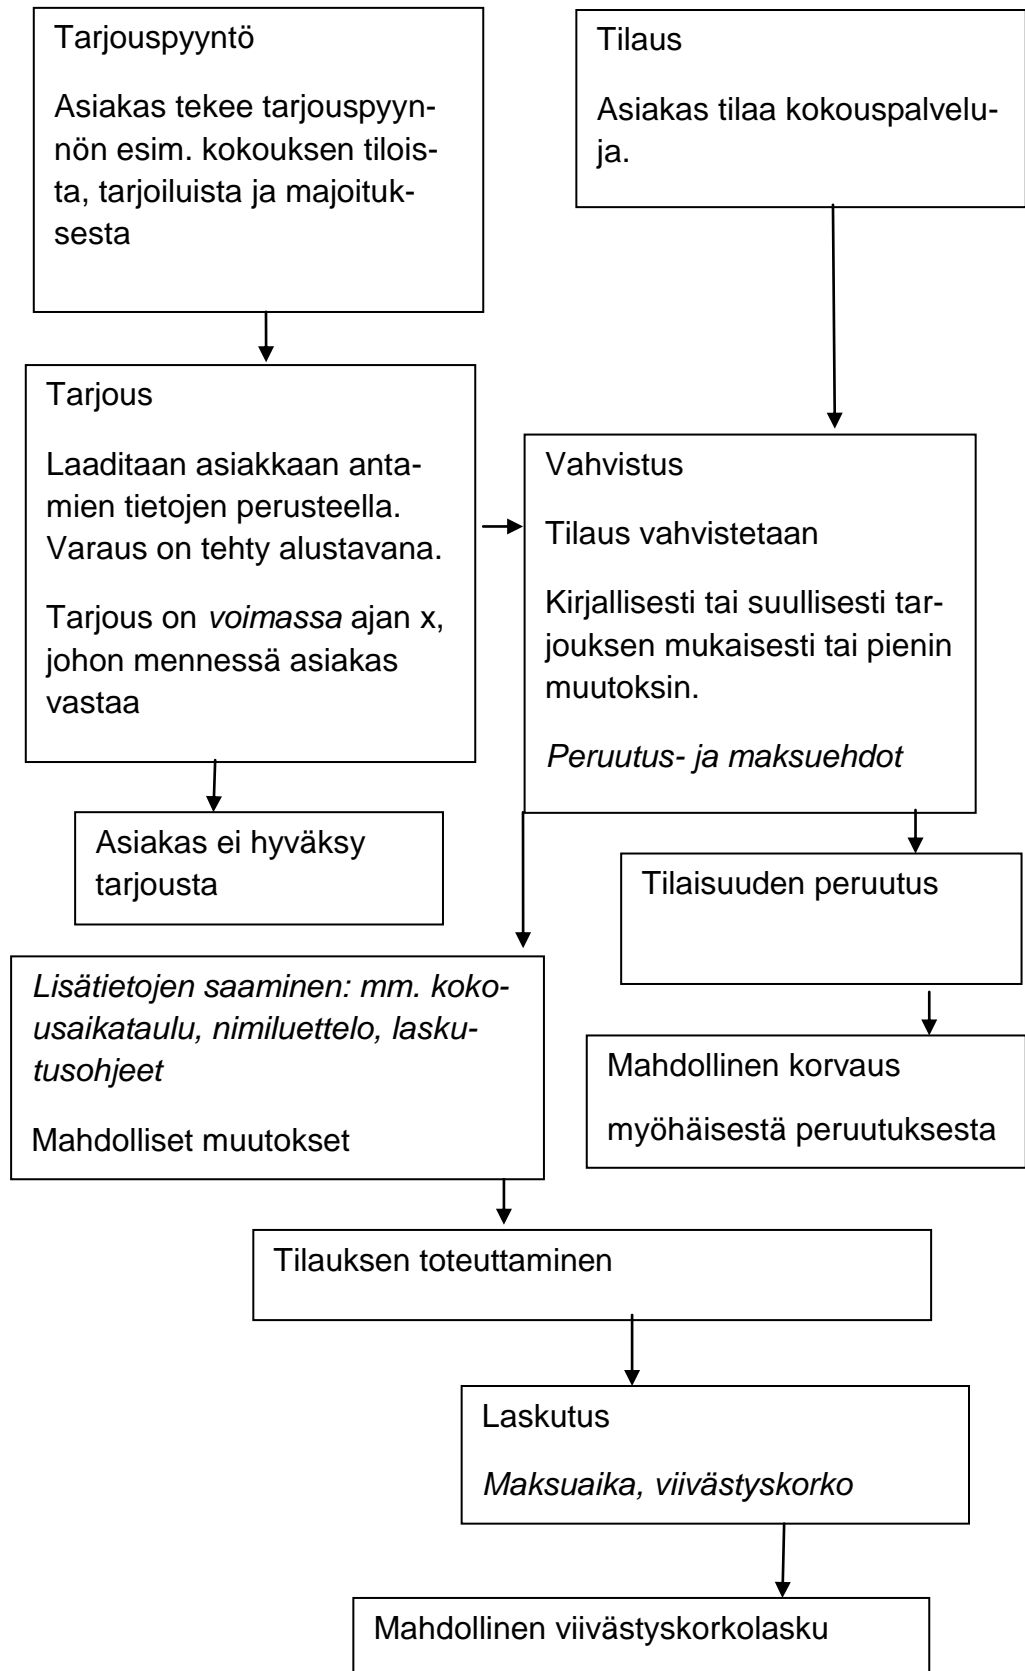 Tarjouspyyntö
Asiakas tekee tarjouspyyn-
nön esim. kokouksen tilois-
ta, tarjoiluista ja majoituk-
sesta
Tilaus
Asiakas tilaa kokouspalvelu-
ja.
Tarjous
Laaditaan asiakkaan anta-
mien tietojen perusteella.
Varaus on tehty alustavana.
Tarjous on voimassa ajan x,
johon mennessä asiakas
vastaa
Vahvistus
Tilaus vahvistetaan
Kirjallisesti tai suullisesti tar-
jouksen mukaisesti tai pienin
muutoksin.
Peruutus- ja maksuehdot
Asiakas ei hyväksy
tarjousta
Tilaisuuden peruutus
Lisätietojen saaminen: mm. koko-
usaikataulu, nimiluettelo, lasku-
tusohjeet
Mahdolliset muutokset
Mahdollinen korvaus
myöhäisestä peruutuksesta
Tilauksen toteuttaminen
Laskutus
Maksuaika, viivästyskorko
Mahdollinen viivästyskorkolasku